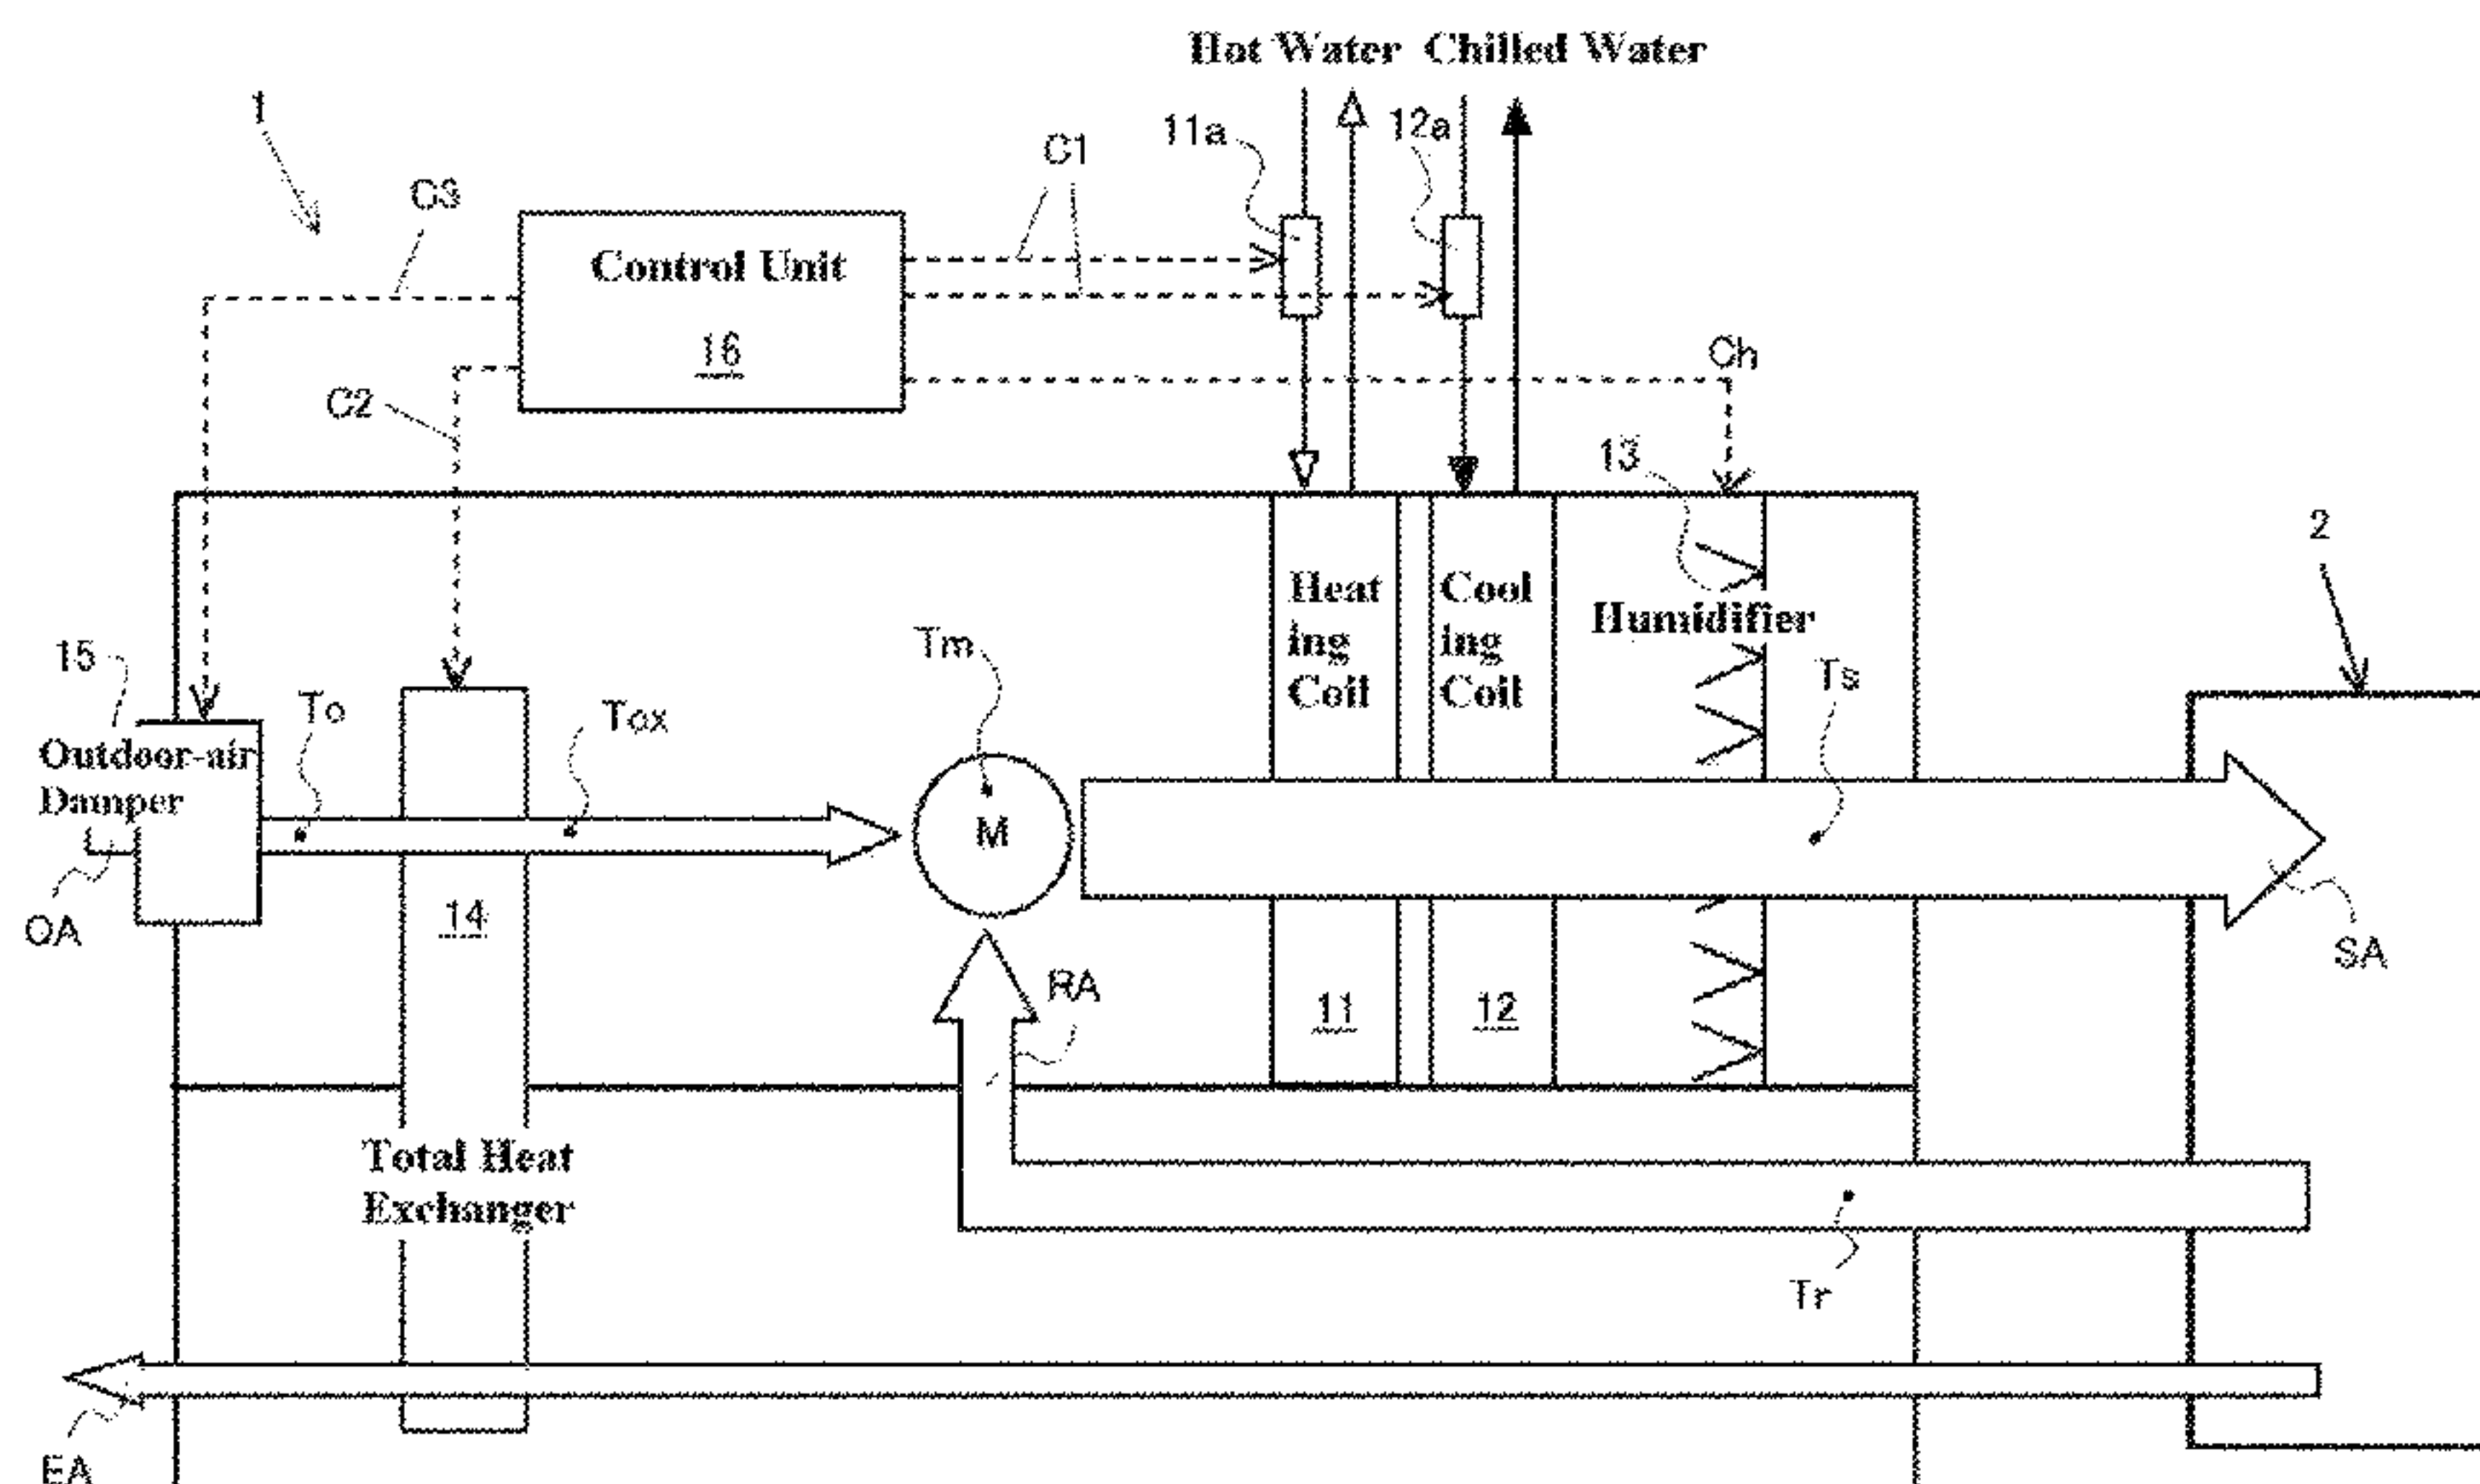 Hot Water Chilled Water
1
C3
C1
11a
12a
Control Unit
16
C2
Ch
13
2
Heat
ing
Coil
Cool
ing
Coil
Humidifier
15
To
Tox
Tm
Ts
Outdoor-air
Damper
M
OA
14
RA
11
12
SA
Total Heat
Exchanger
Tr
EA